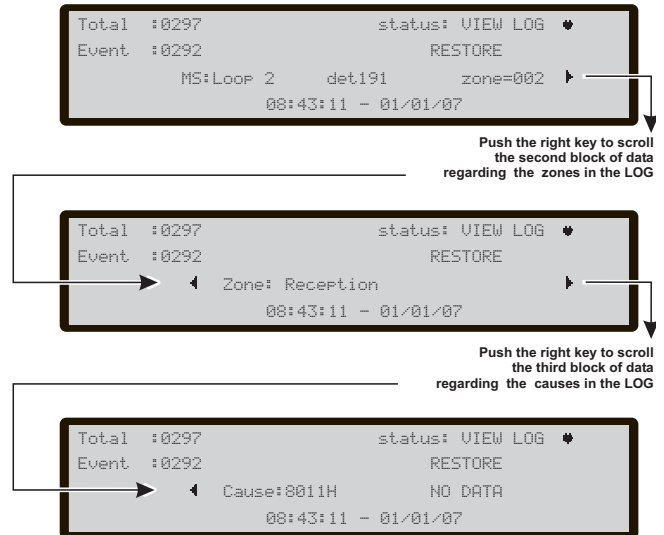 Total :0297 status: VIEW LOG
Event :0292 RESTORE
MS:Loop 2 det191 zone=002
08:43:11 - 01/01/07
Push the right key to scroll
the second block of data
regarding the zones in the LOG
Total :0297 status: VIEW LOG
Event :0292 RESTORE
Zone: Reception
08:43:11 - 01/01/07
Push the right key to scroll
the third block of data
regarding the causes in the LOG
Total :0297 status: VIEW LOG
Event :0292 RESTORE
Cause:8011H NO DATA
08:43:11 - 01/01/07